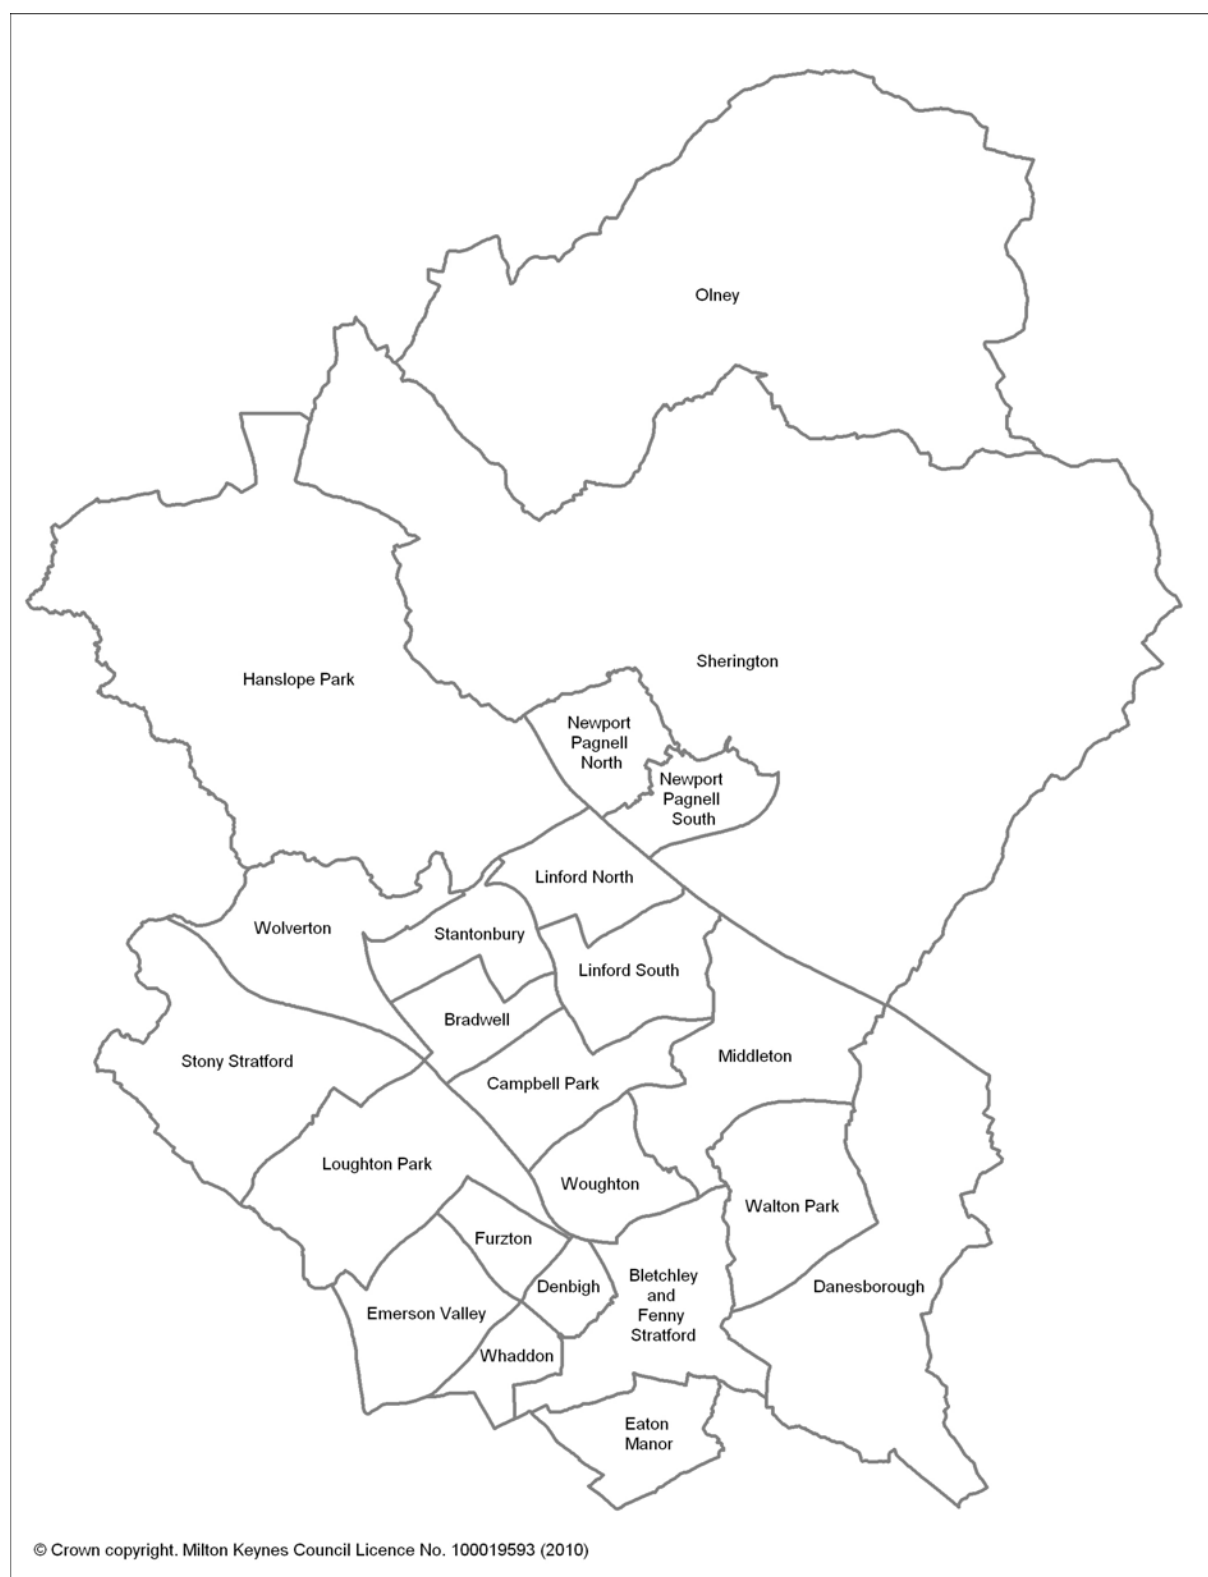 Olney
Hanslope Park
Sherington
Newport
Pagnell
North
Newport
Pagnell
South
Linford North
Wolverton
Stantonbury
Linford South
Bradwell
Stony Stratford
Campbell Park
Middleton
Loughton Park
Woughton
Walton Park
Furzton
Denbigh
Bletchley
and
Fenny
Stratford
Danesborough
Emerson Valley
Whaddon
Eaton
Manor
© Crown copyright. Milton Keynes Council Licence No. 100019593 (2010)